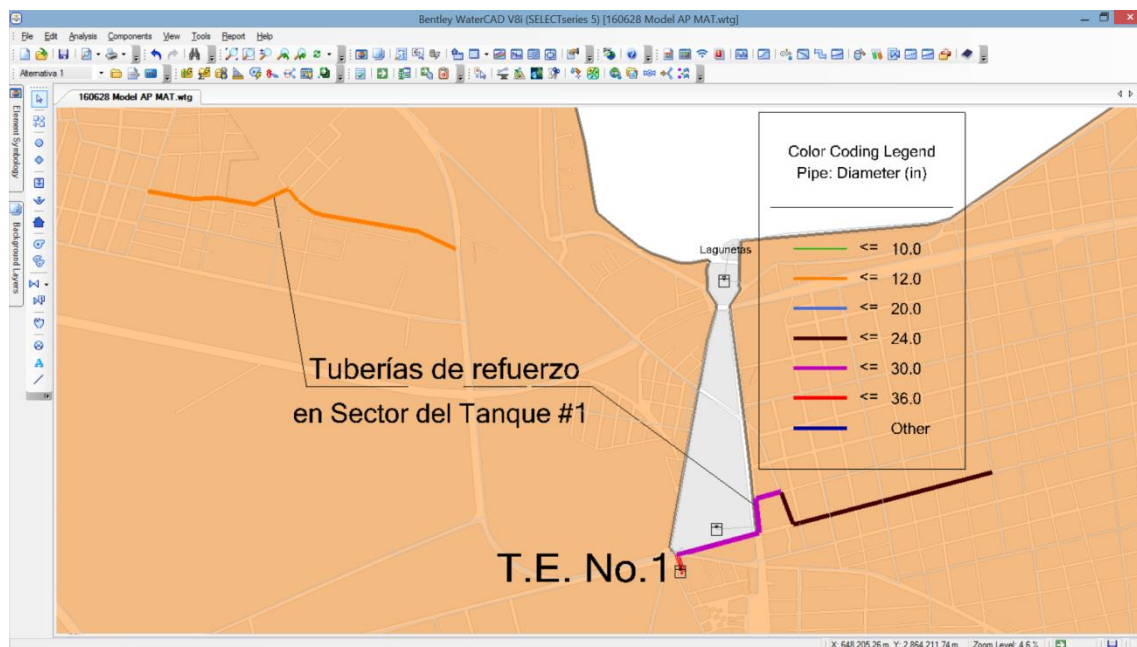 Bentley WaterCAD V8i (SELECTseries 5) [160628 Model AP MAT.wtg]
File Edit Analysis Components View Tools Report Help
Alternativa 1
160628 Model AP MAT.wtg
Element Symbology
Background Layers
Color Coding Legend
Pipe: Diameter (in)
<= 10.0
<= 12.0
<= 20.0
<= 24.0
<= 30.0
<= 36.0
Other
Lagunetas
Tuberías de refuerzo
en Sector del Tanque #1
T.E. No.1
X: 648,205.26 m, Y: 2,864,211.74 m Zoom Level: 4.6 %